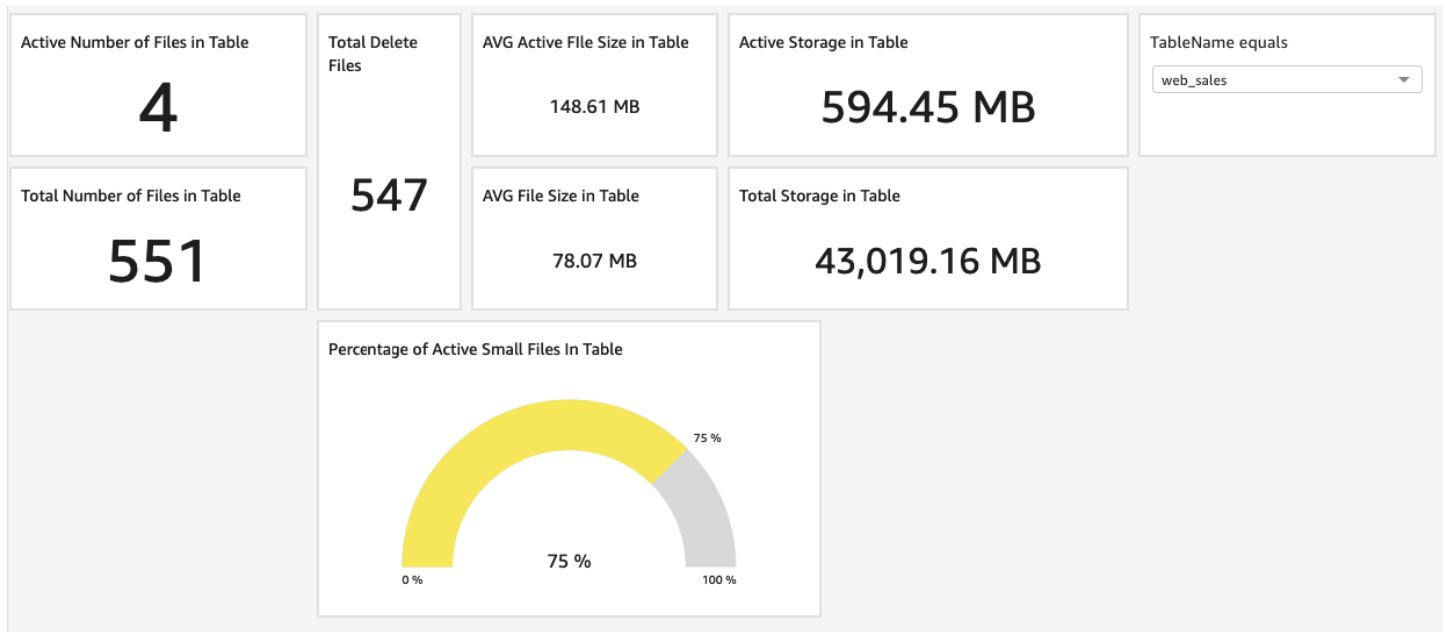 Active Number of Files in Table
4
Total Delete
Files
547
AVG Active FIle Size in Table
148.61 MB
Active Storage in Table
594.45 MB
TableName equals
web_sales
Total Number of Files in Table
551
AVG File Size in Table
78.07 MB
Total Storage in Table
43,019.16 MB
Percentage of Active Small Files In Table
75 %
75 %
0 %
100 %